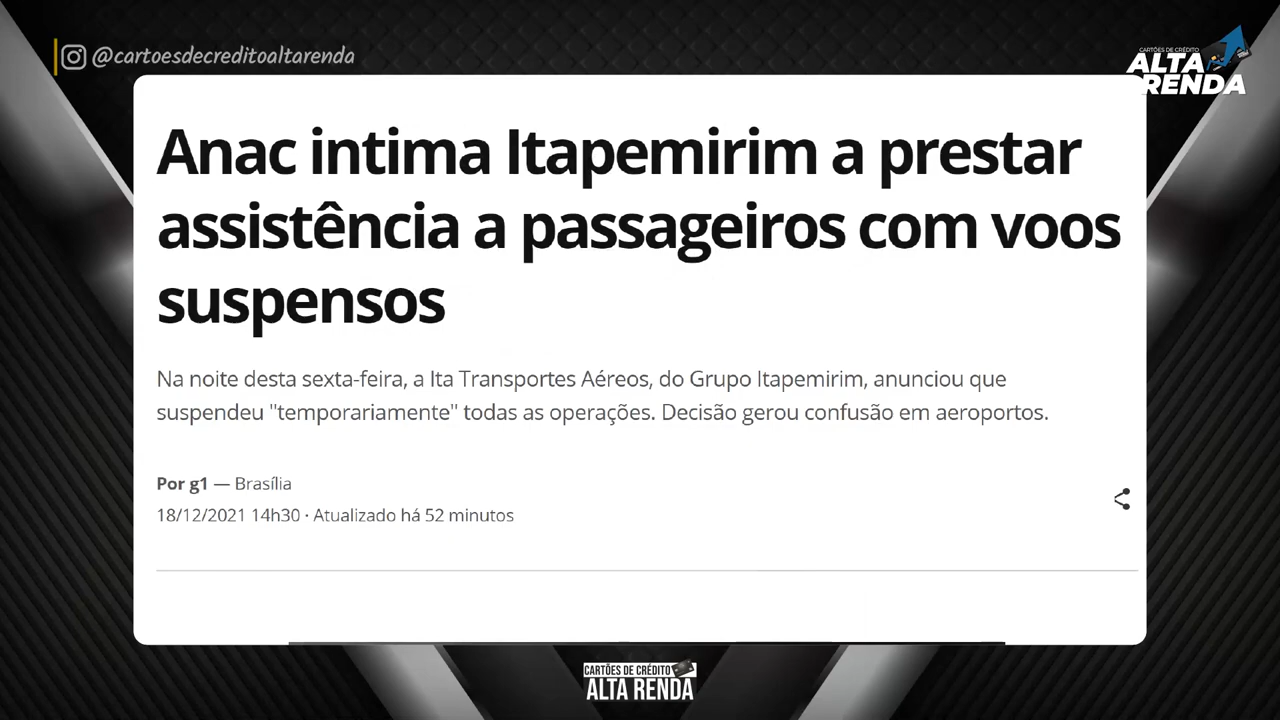 @cartoesdecreditoaltarenda
CARTÕES DE CRÉDITO
ALTA
RENDA
Anac intima Itapemirim a prestar
assistência a passageiros com voos
suspensos
Na noite desta sexta-feira, a Ita Transportes Aéreos, do Grupo Itapemirim, anunciou que
suspendeu "temporariamente" todas as operações. Decisão gerou confusão em aeroportos.
Por g1 — Brasília
18/12/2021 14h30 · Atualizado há 52 minutos
CARTÕES DE CRÉDITO
ALTA RENDA